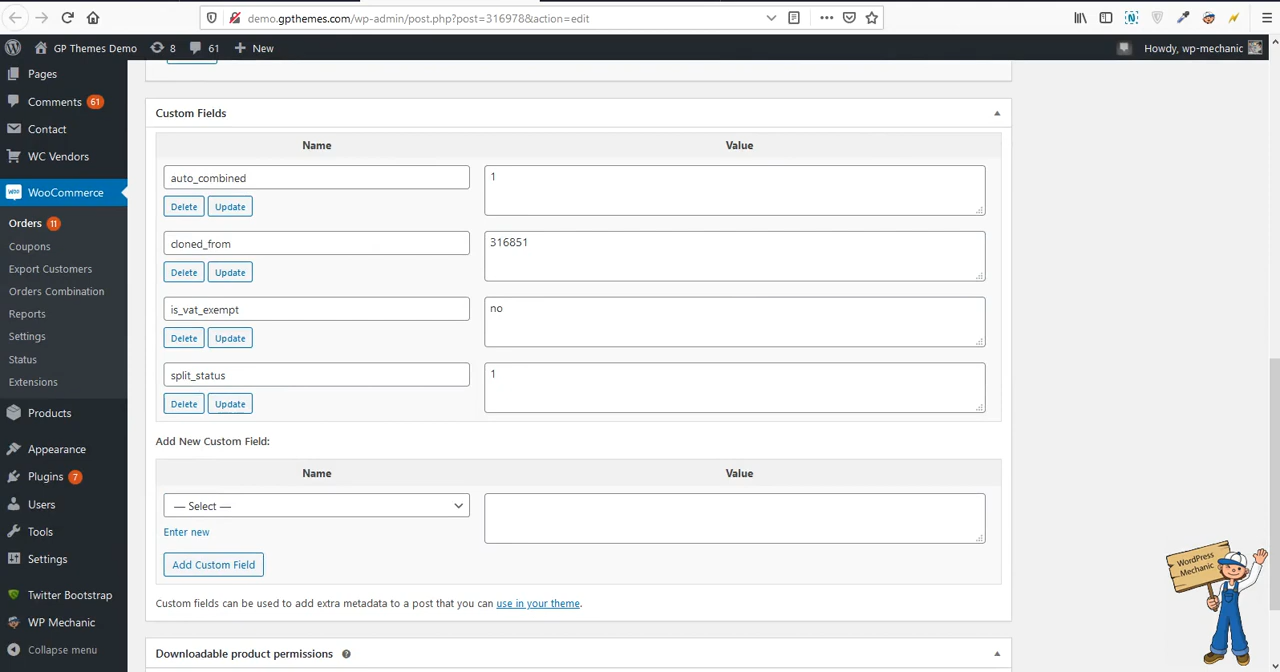 demo.gpthemes.com/wp-admin/post.php?post=316978&action=edit
GP Themes Demo 8 61 New
Howdy, wp-mechanic
Pages
Comments 61
Contact
WC Vendors
WooCommerce
Orders 11
Coupons
Export Customers
Orders Combination
Reports
Settings
Status
Extensions
Products
Appearance
Plugins 7
Users
Tools
Settings
Twitter Bootstrap
WP Mechanic
Collapse menu
Custom Fields
Name Value
auto_combined 1
Delete Update
cloned_from 316851
Delete Update
is_vat_exempt no
Delete Update
split_status 1
Delete Update
Add New Custom Field:
Name Value
— Select —
Enter new
Add Custom Field
Custom fields can be used to add extra metadata to a post that you can use in your theme.
Downloadable product permissions
WordPress
Mechanic